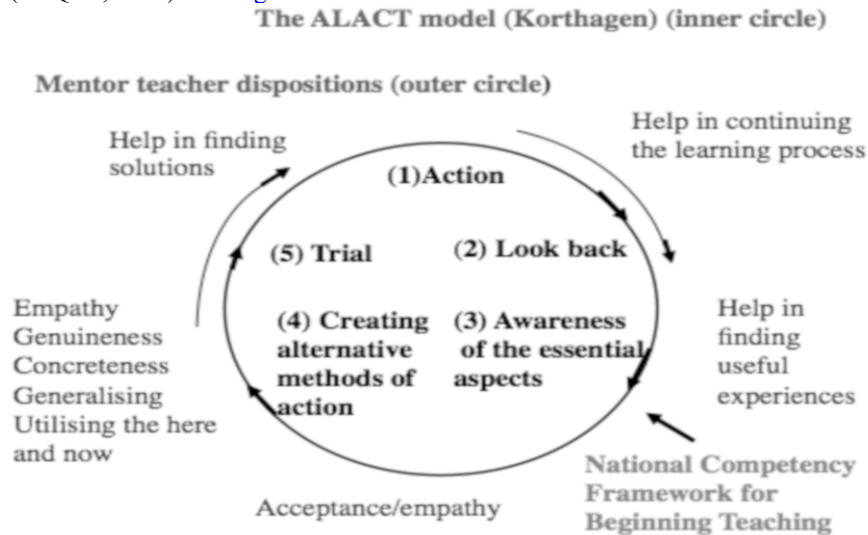 The ALACT model (Korthagen) (inner circle)
Mentor teacher dispositions (outer circle)
Help in finding
solutions
Help in continuing
the learning process
(1)Action
(5) Trial
(2) Look back
Empathy
Genuineness
Concreteness
Generalising
Utilising the here
and now
(4) Creating
alternative
methods of
action
(3) Awareness
of the essential
aspects
Help in
finding
useful
experiences
Acceptance/empathy
National Competency
Framework for
Beginning Teaching